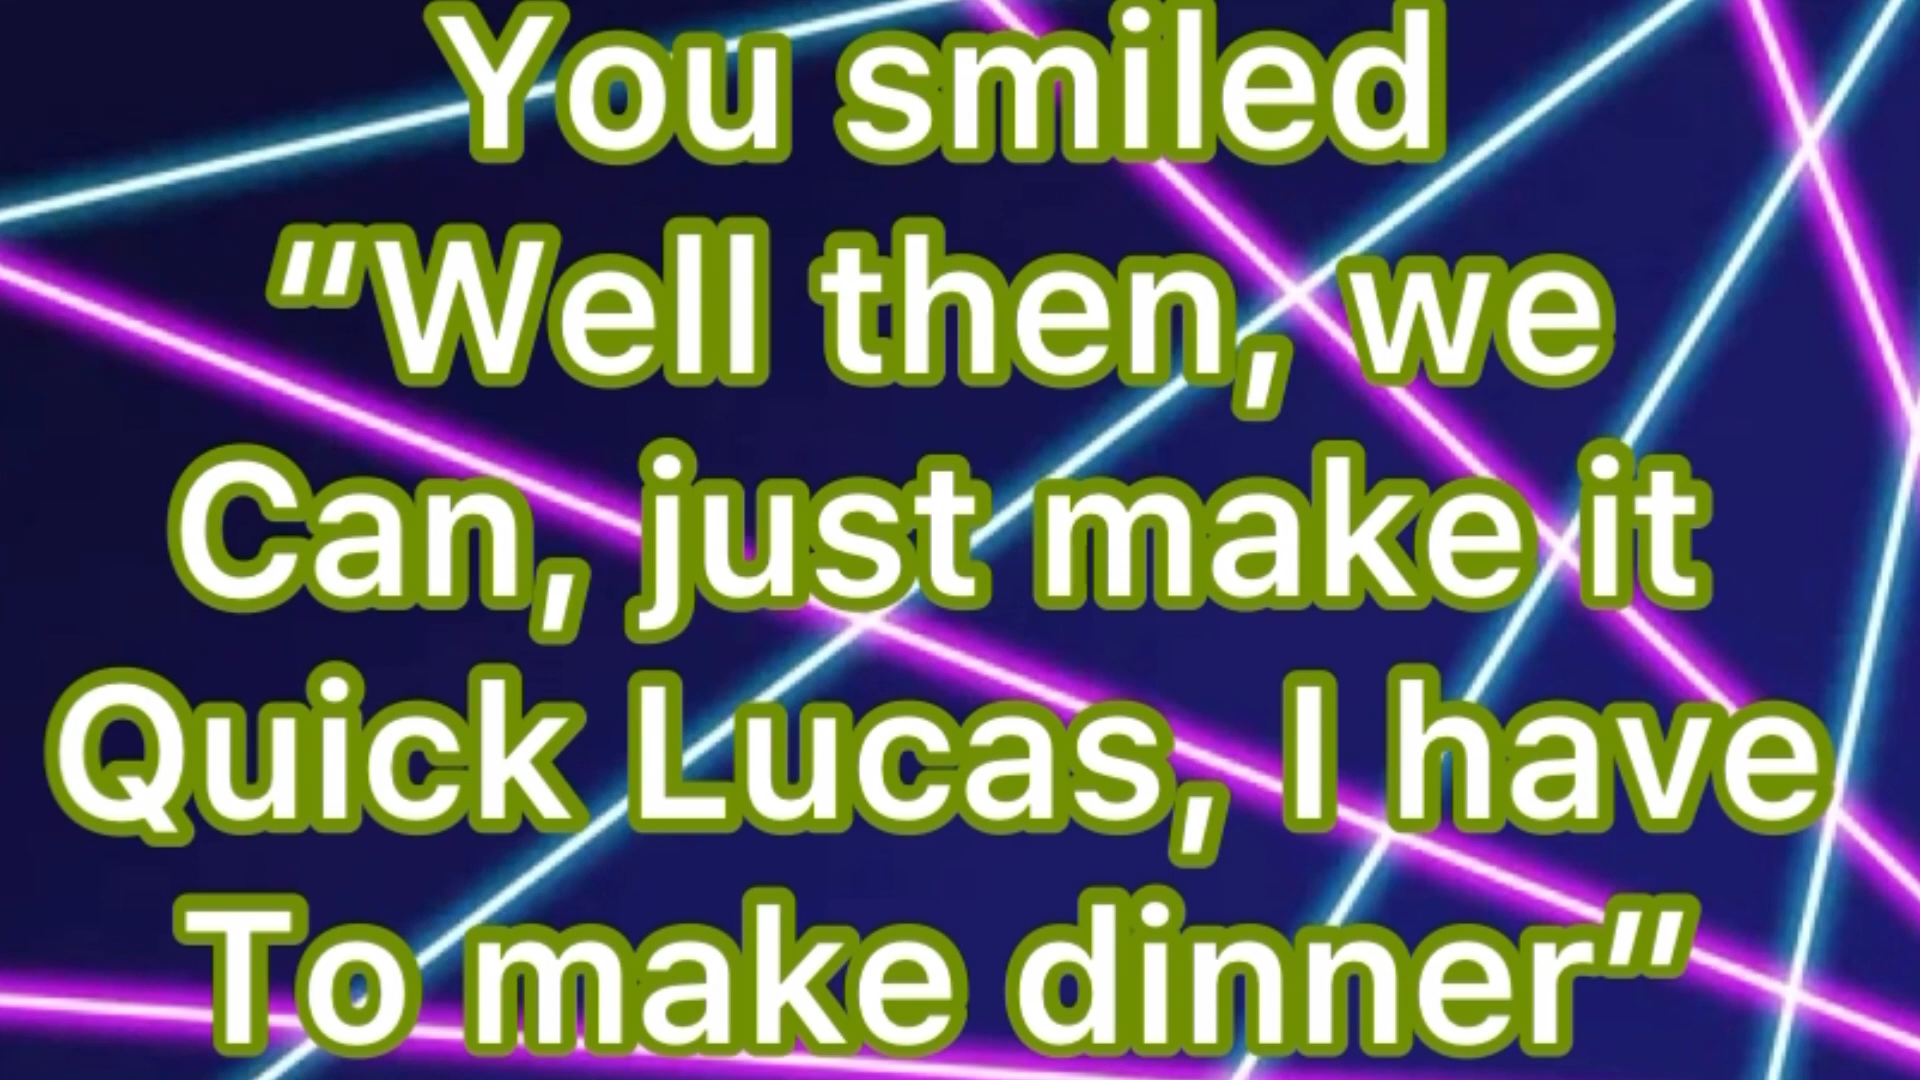 You smiled
"Well then, we
Can, just make it
Quick Lucas, I have
To make dinner"